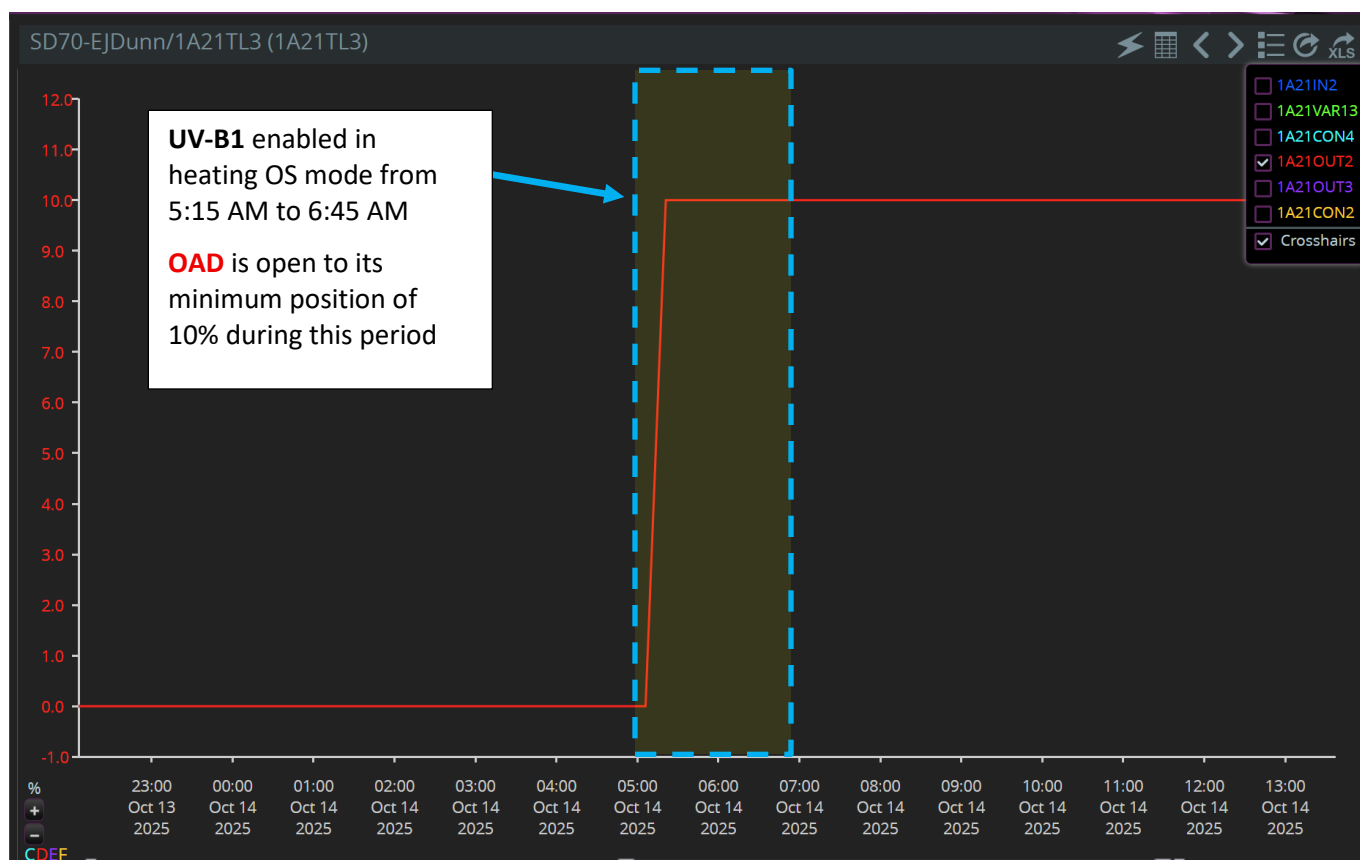 SD70-EJDunn/1A21TL3 (1A21TL3)
XLS
1A21IN2
1A21VAR13
1A21CON4
1A21OUT2
1A21OUT3
1A21CON2
Crosshairs
UV-B1 enabled in
heating OS mode from
5:15 AM to 6:45 AM
OAD is open to its
minimum position of
10% during this period
12.0
11.0
10.0
9.0
8.0
7.0
6.0
5.0
4.0
3.0
2.0
1.0
0.0
-1.0
%
+
−
CDEF
23:00 00:00 01:00 02:00 03:00 04:00 05:00 06:00 07:00 08:00 09:00 10:00 11:00 12:00 13:00
Oct 13 Oct 14 Oct 14 Oct 14 Oct 14 Oct 14 Oct 14 Oct 14 Oct 14 Oct 14 Oct 14 Oct 14 Oct 14 Oct 14 Oct 14
2025 2025 2025 2025 2025 2025 2025 2025 2025 2025 2025 2025 2025 2025 2025